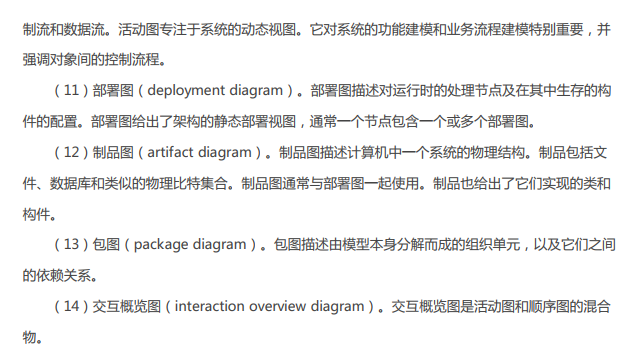 制流和数据流。活动图专注于系统的动态视图。它对系统的功能建模和业务流程建模特别重要，并
强调对象间的控制流程。
（11）部署图（deployment diagram）。部署图描述对运行时的处理节点及在其中生存的构
件的配置。部署图给出了架构的静态部署视图，通常一个节点包含一个或多个部署图。
（12）制品图（artifact diagram）。制品图描述计算机中一个系统的物理结构。制品包括文
件、数据库和类似的物理比特集合。制品图通常与部署图一起使用。制品也给出了它们实现的类和
构件。
（13）包图（package diagram）。包图描述由模型本身分解而成的组织单元，以及它们之间
的依赖关系。
（14）交互概览图（interaction overview diagram）。交互概览图是活动图和顺序图的混合
物。